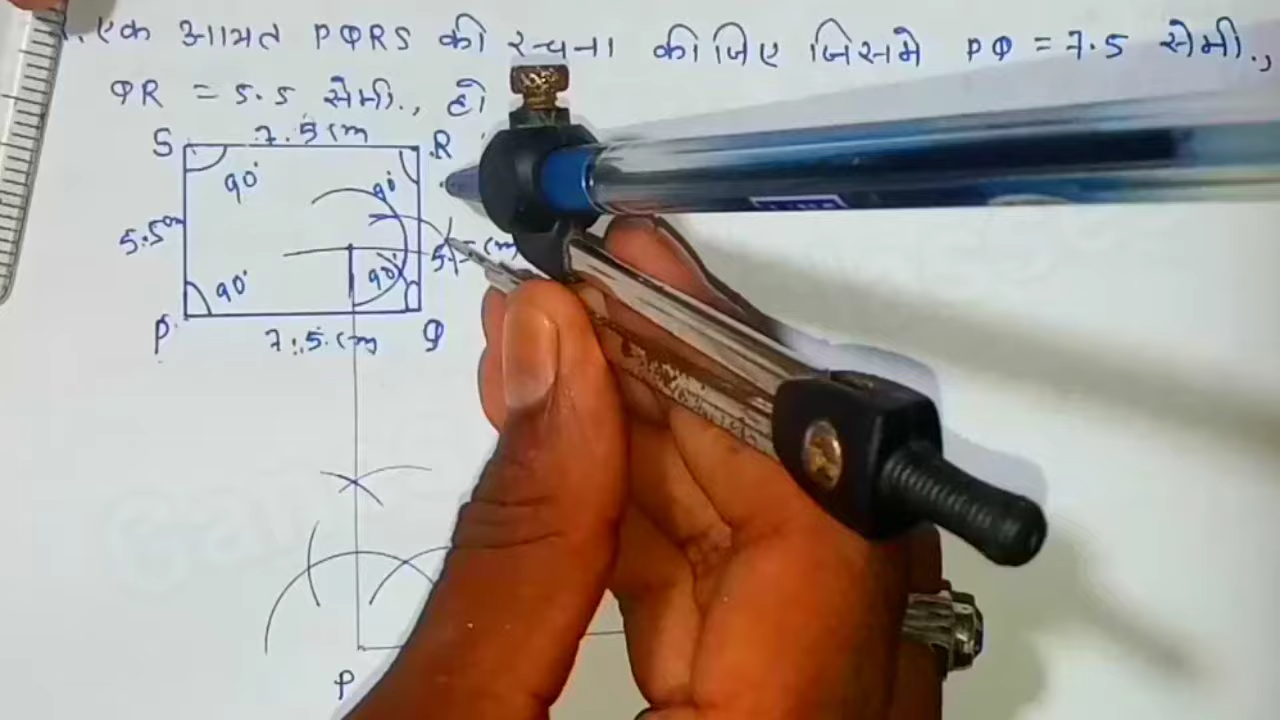 1. एक आयत PQRS की रचना कीजिए जिसमे PQ = 7.5 सेमी.,
QR = 5.5 सेमी., हो
S 7.5 cm R
90° 90°
5.5 cm
90° 90°
P 7.5 cm Q
P